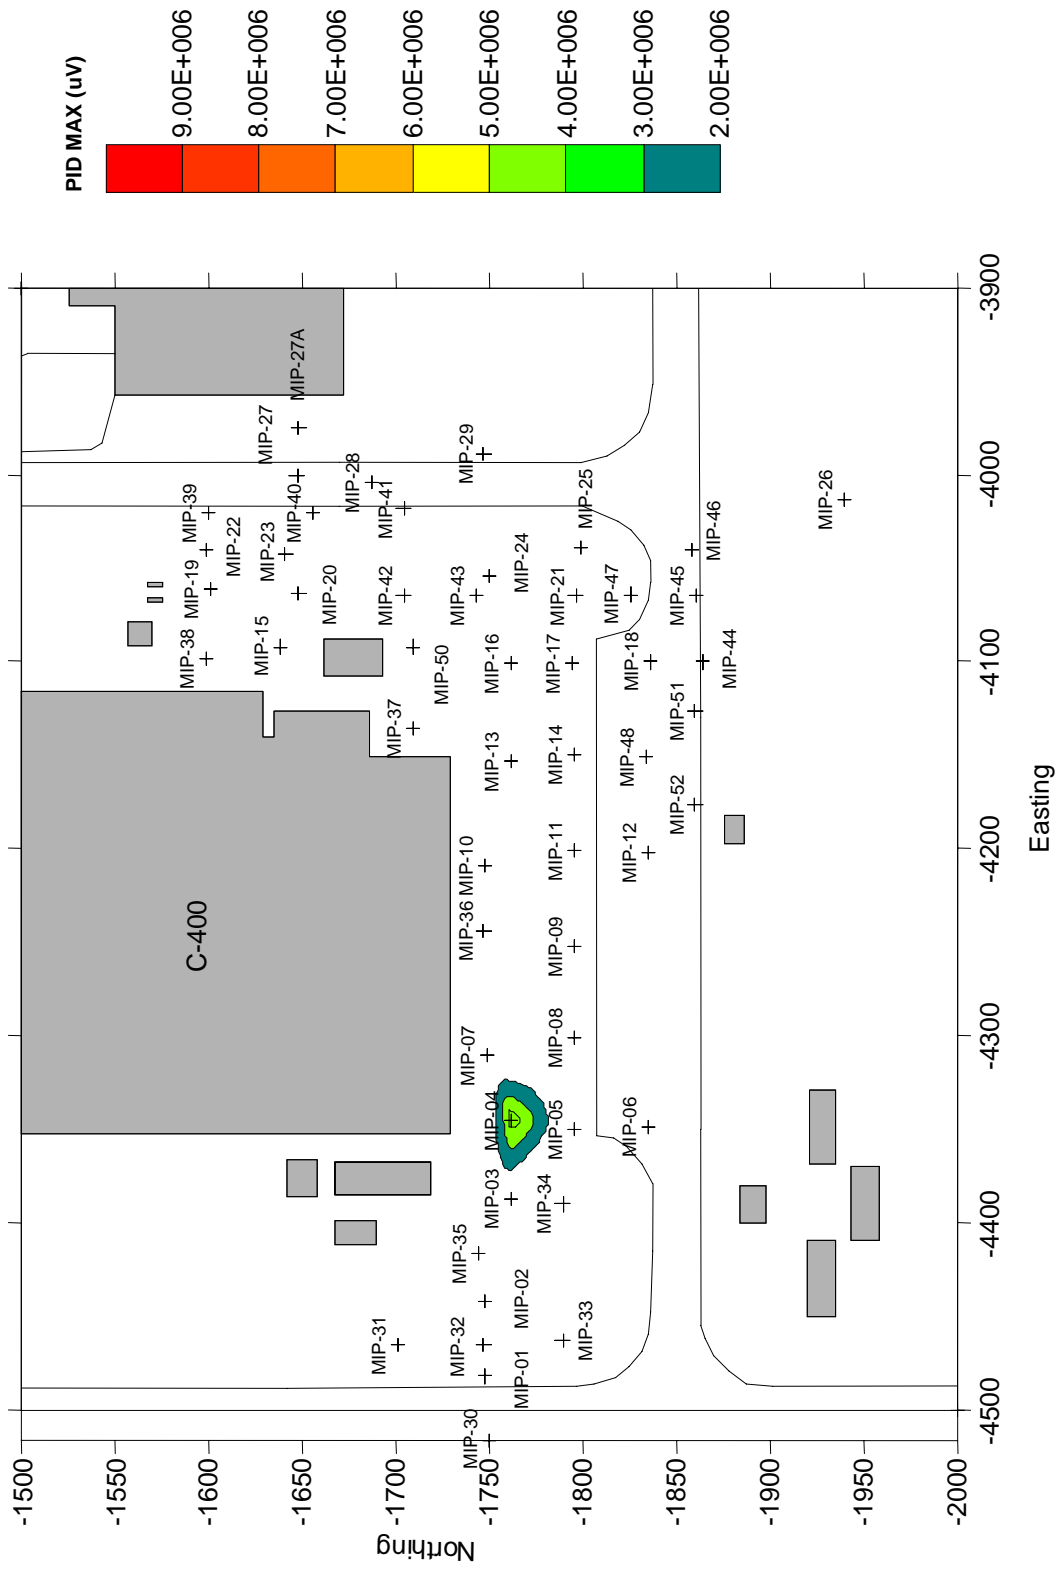 PID MAX (uV)
9.00E+006
8.00E+006
7.00E+006
6.00E+006
5.00E+006
4.00E+006
3.00E+006
2.00E+006
C-400
MIP-38
MIP-19
MIP-39
MIP-22
MIP-15
MIP-23
MIP-40
MIP-27
MIP-27A
MIP-20
MIP-28
MIP-41
MIP-42
MIP-37
MIP-50
MIP-31
MIP-30
MIP-32
MIP-35
MIP-07
MIP-36
MIP-10
MIP-43
MIP-29
MIP-01
MIP-02
MIP-03
MIP-04
MIP-13
MIP-16
MIP-24
MIP-33
MIP-34
MIP-05
MIP-08
MIP-09
MIP-11
MIP-14
MIP-17
MIP-21
MIP-25
MIP-06
MIP-12
MIP-48
MIP-18
MIP-47
MIP-52
MIP-51
MIP-45
MIP-44
MIP-46
MIP-26
-1500
-1550
-1600
-1650
-1700
-1750
-1800
-1850
-1900
-1950
-2000
Northing
-4500
-4400
-4300
-4200
-4100
-4000
-3900
Easting